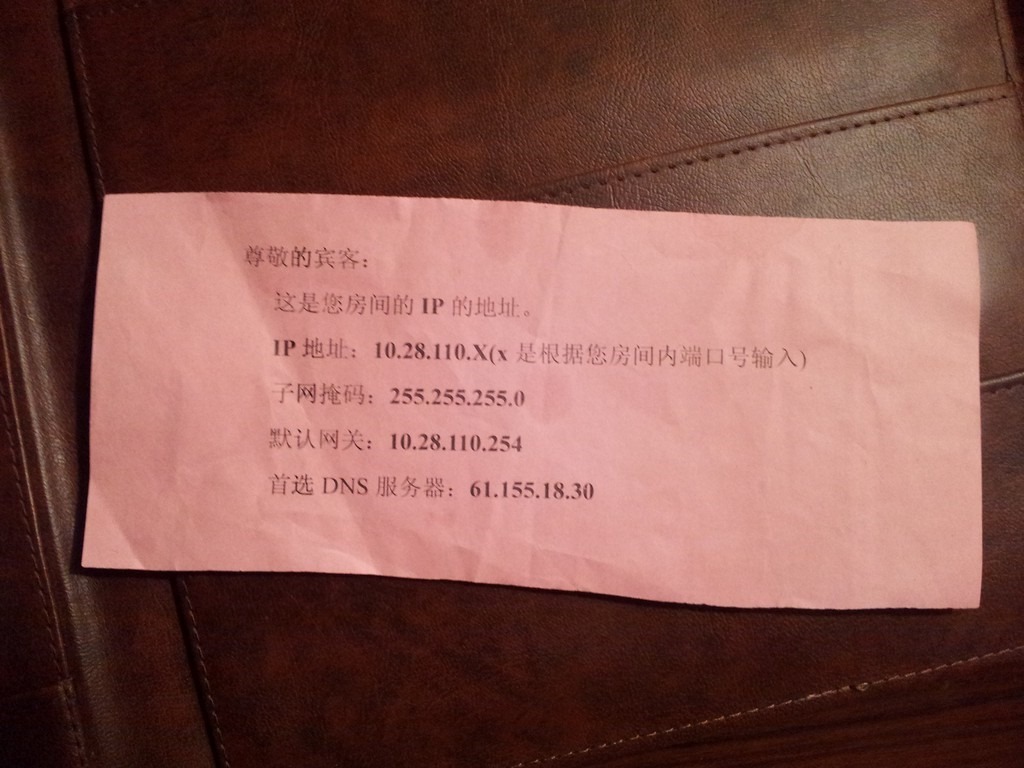 尊敬的宾客：
这是您房间的 IP 的地址。
IP 地址：10.28.110.X(x 是根据您房间内端口号输入)
子网掩码：255.255.255.0
默认网关：10.28.110.254
首选 DNS 服务器：61.155.18.30